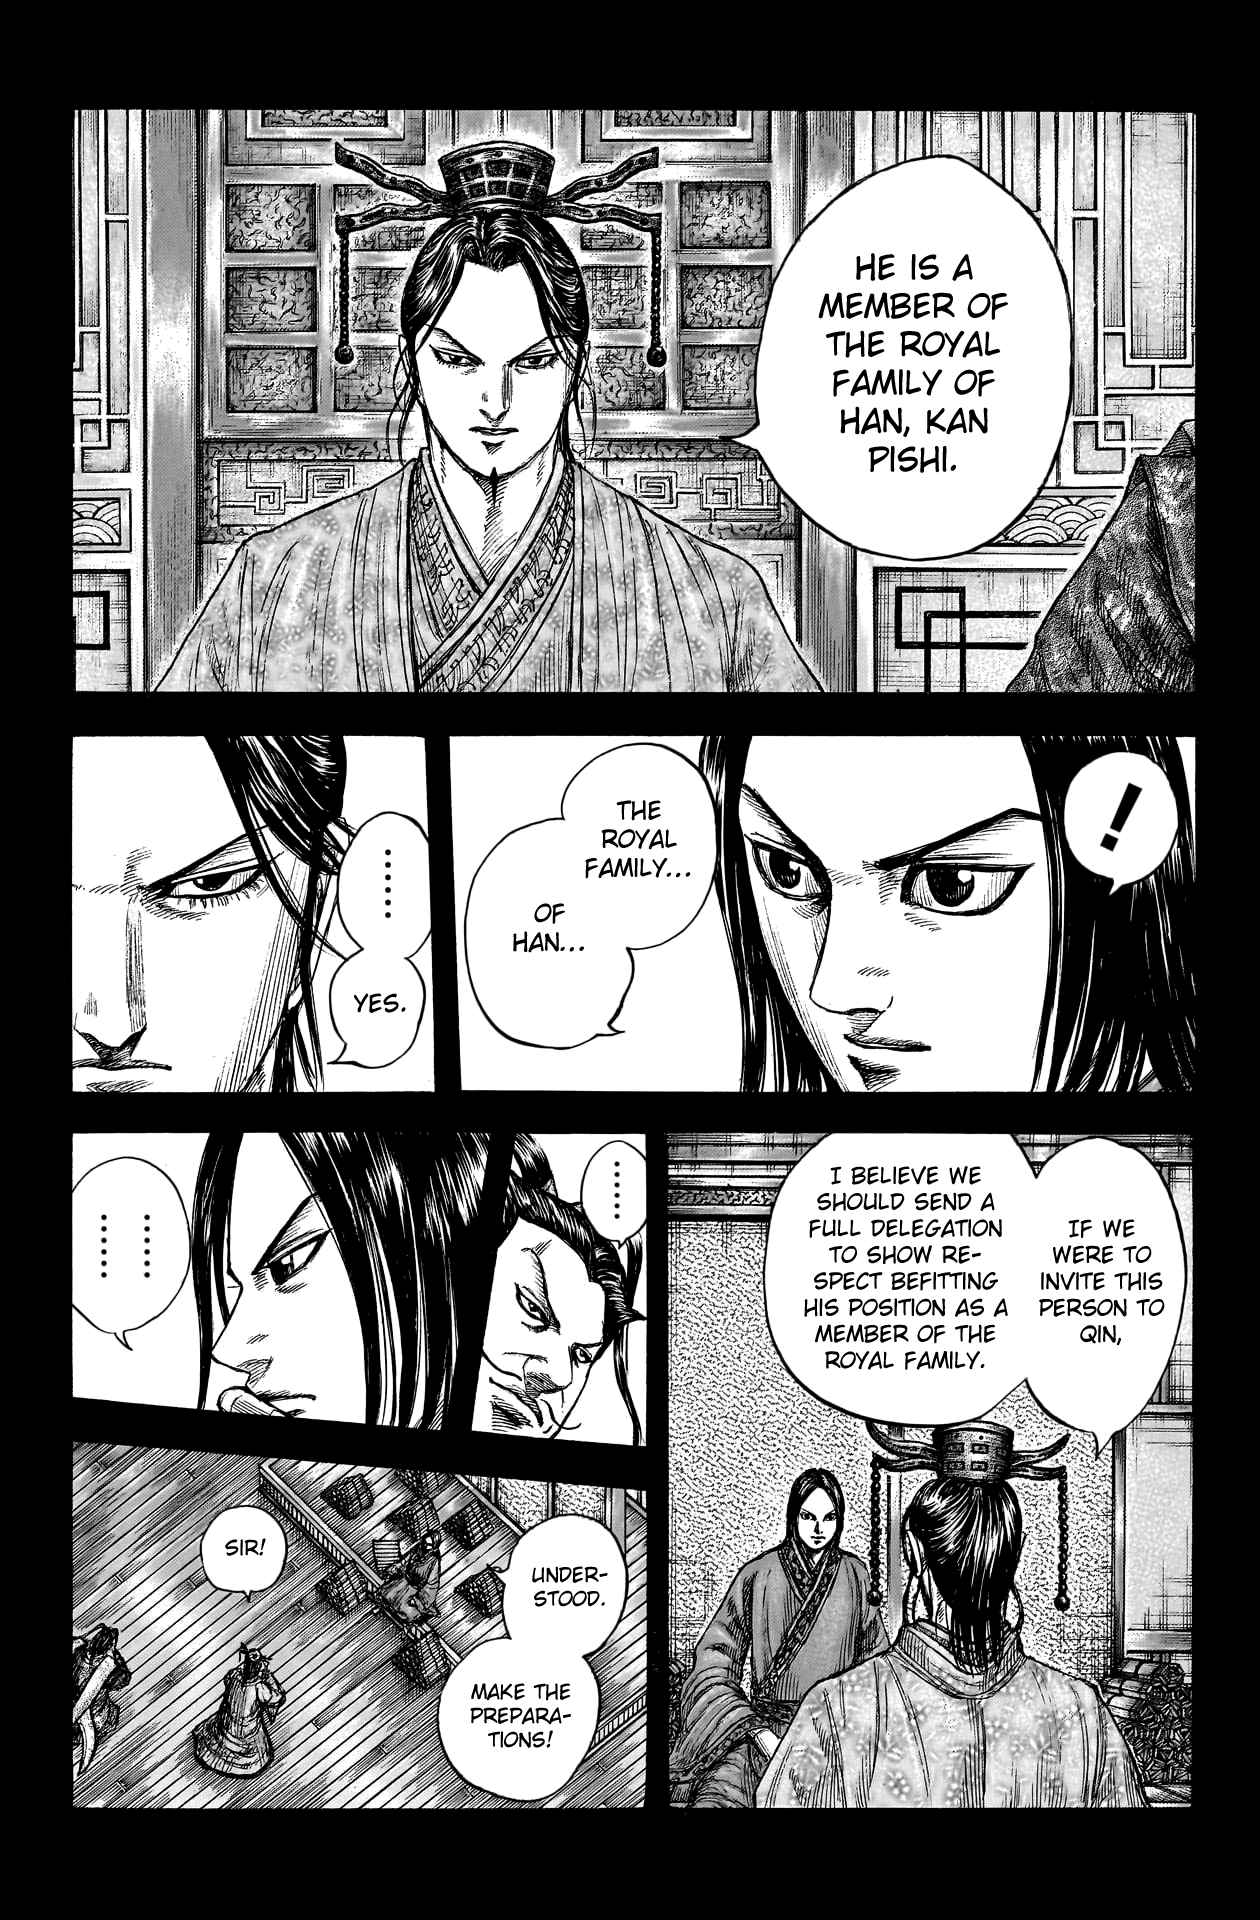 HE IS A
MEMBER OF
THE ROYAL
FAMILY OF
HAN, KAN
PISHI.
!
THE
ROYAL
FAMILY...
OF
HAN...
......
YES.
IF WE
WERE TO
INVITE THIS
PERSON TO
QIN,
I BELIEVE WE
SHOULD SEND A
FULL DELEGATION
TO SHOW RE-
SPECT BEFITTING
HIS POSITION AS A
MEMBER OF THE
ROYAL FAMILY.
......
......
......
UNDER-
STOOD.
MAKE THE
PREPARA-
TIONS!
SIR!